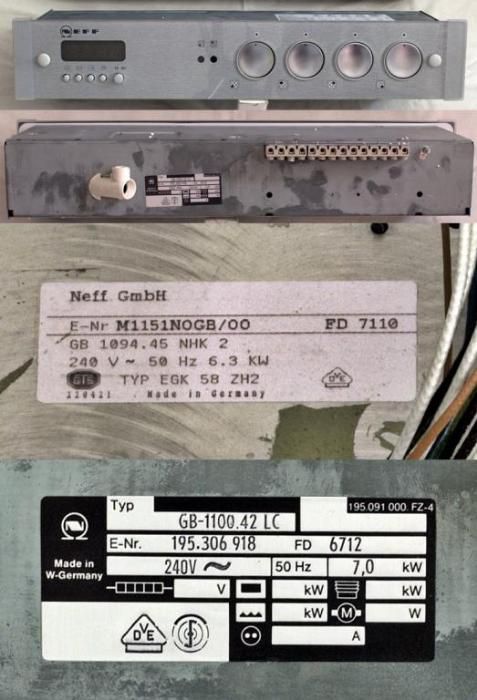 NEFF
Neff GmbH
E-Nr M1151N0GB/00 FD 7110
GB 1094.45 NHK 2
240 V ~ 50 Hz 6.3 KW
TYP EGK 58 ZH2
DVE
Made in Germany
Typ
GB-1100.42 LC
195.091 000. FZ-4
E-Nr. 195.306 918 FD 6712
240V ~ 50 Hz 7,0 kW
Made in
W-Germany
V kW kW
kW M W
DVE
A